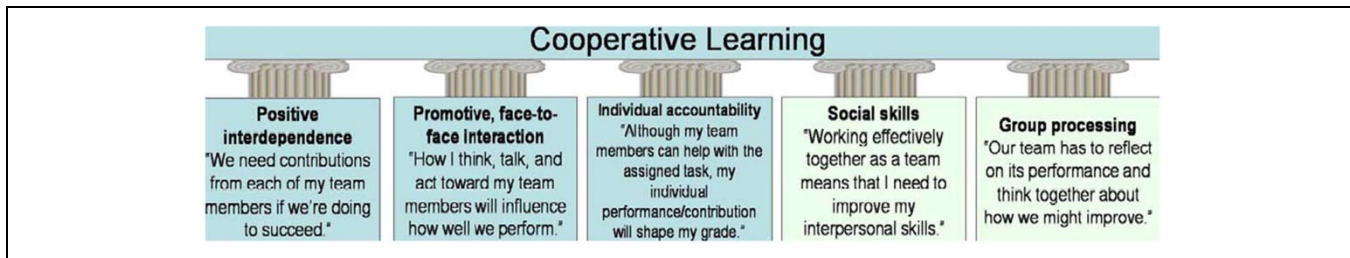 Cooperative Learning
Positive
interdependence
"We need contributions
from each of my team
members if we're doing
to succeed."
Promotive, face-to-
face interaction
"How I think, talk, and
act toward my team
members will influence
how well we perform."
Individual accountability
"Although my team
members can help with the
assigned task, my
individual
performance/contribution
will shape my grade."
Social skills
"Working effectively
together as a team
means that I need to
improve my
interpersonal skills."
Group processing
"Our team has to reflect
on its performance and
think together about
how we might improve."